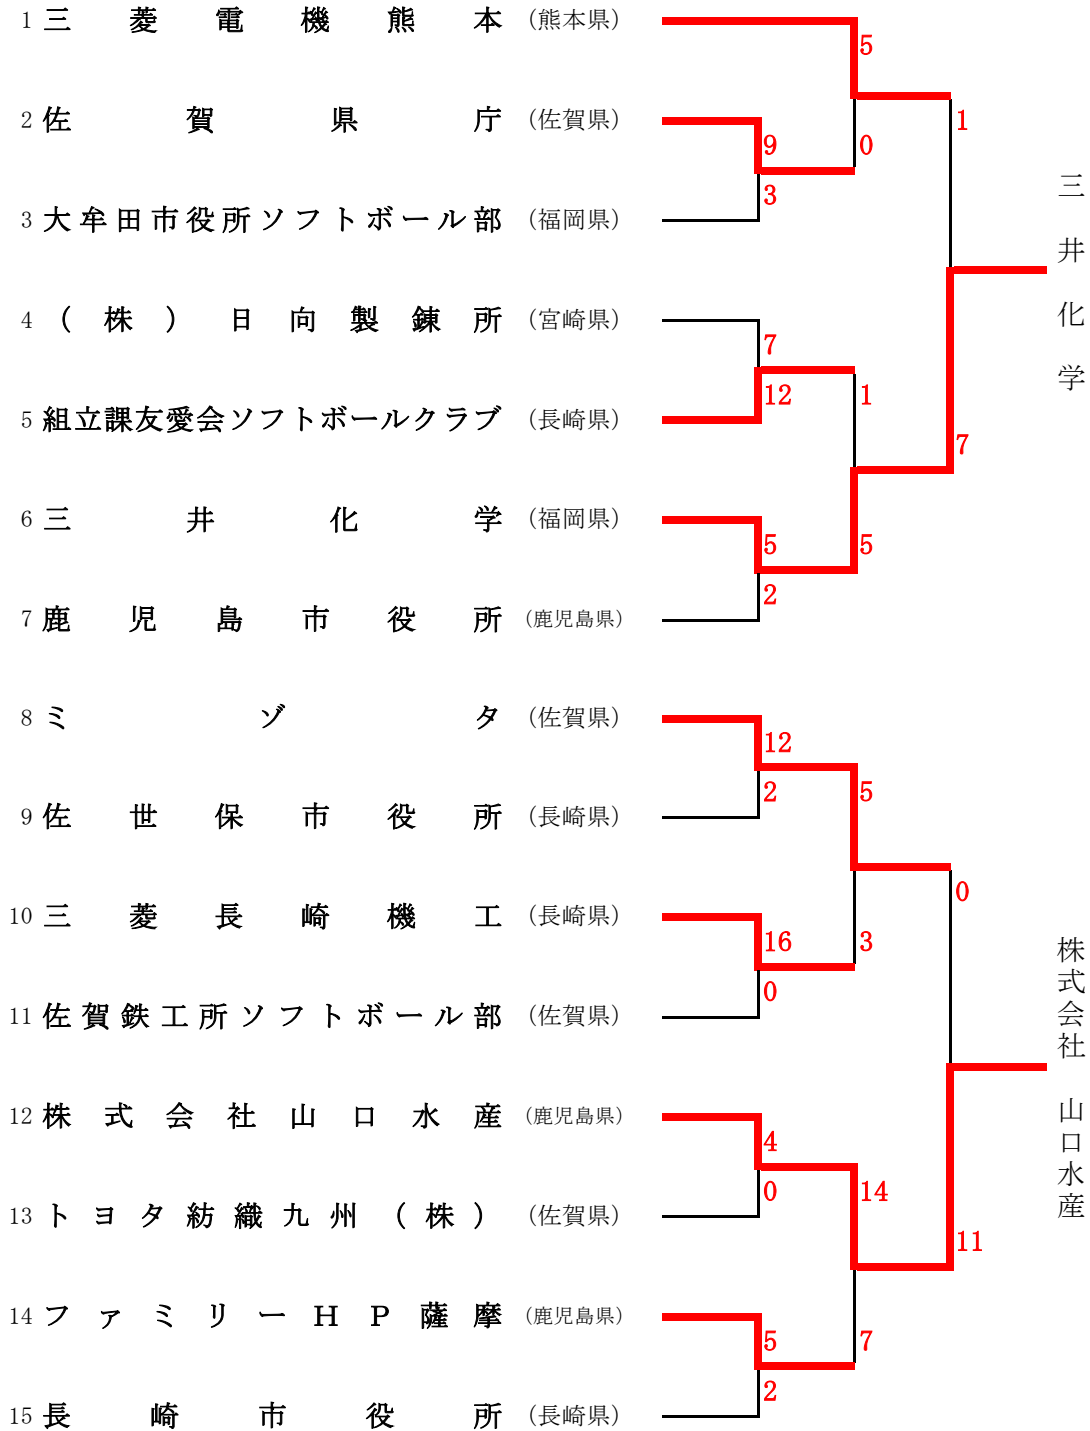 1 三菱電機熊本 (熊本県)
5
2 佐賀県庁 (佐賀県)
1
9
0
3
3 大牟田市役所ソフトボール部 (福岡県)
三井化学
4 (株)日向製錬所 (宮崎県)
7
12
1
5 組立課友愛会ソフトボールクラブ (長崎県)
7
6 三井化学 (福岡県)
5
5
2
7 鹿児島市役所 (鹿児島県)
8 ミゾタ (佐賀県)
12
2
5
9 佐世保市役所 (長崎県)
0
10 三菱長崎機工 (長崎県)
16
3
0
11 佐賀鉄工所ソフトボール部 (佐賀県)
株式会社 山口水産
12 株式会社山口水産 (鹿児島県)
4
0
14
13 トヨタ紡織九州(株) (佐賀県)
11
14 ファミリーHP薩摩 (鹿児島県)
5
7
2
15 長崎市役所 (長崎県)